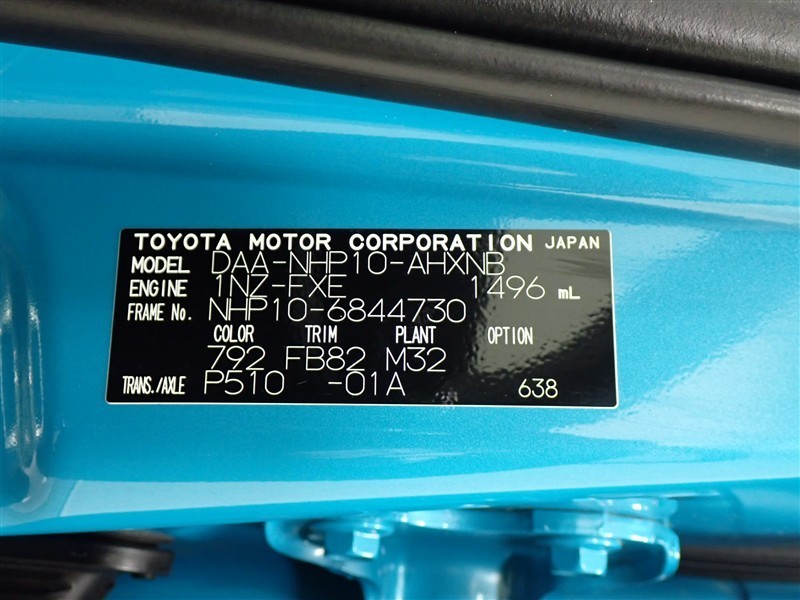 TOYOTA MOTOR CORPORATION JAPAN
MODEL DAA-NHP10-AHXNB
ENGINE 1NZ-FXE 1496 mL
FRAME No. NHP10-6844730
COLOR TRIM PLANT OPTION
792 FB82 M32
TRANS./AXLE P510 -01A 638